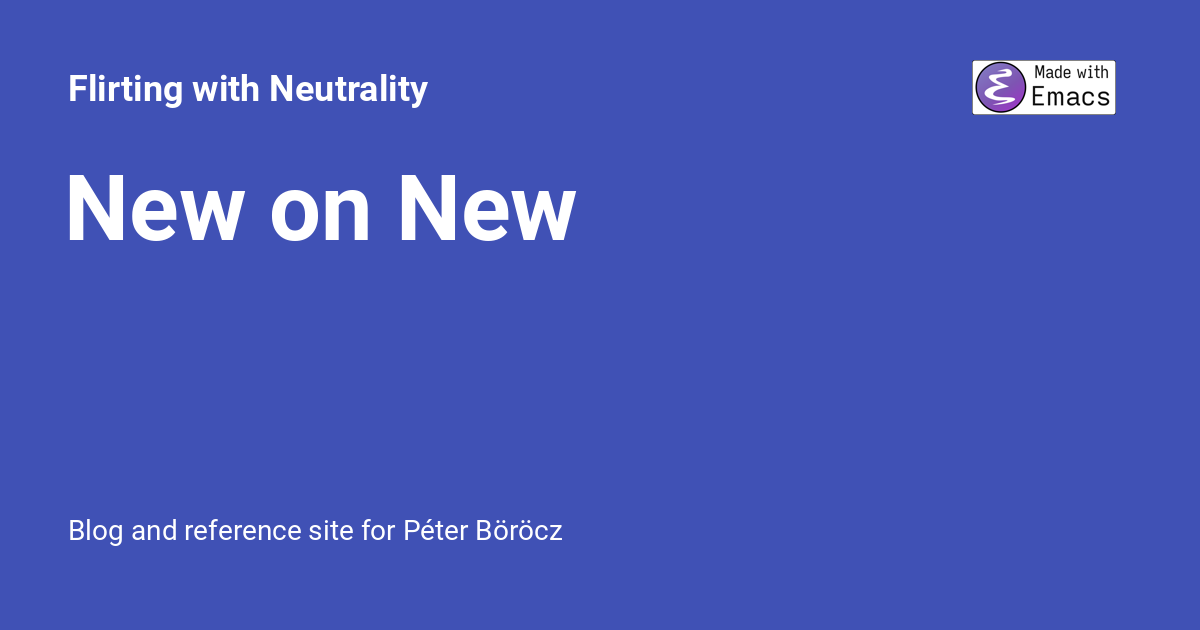 Flirting with Neutrality
Made with
Emacs
New on New
Blog and reference site for Péter Böröcz